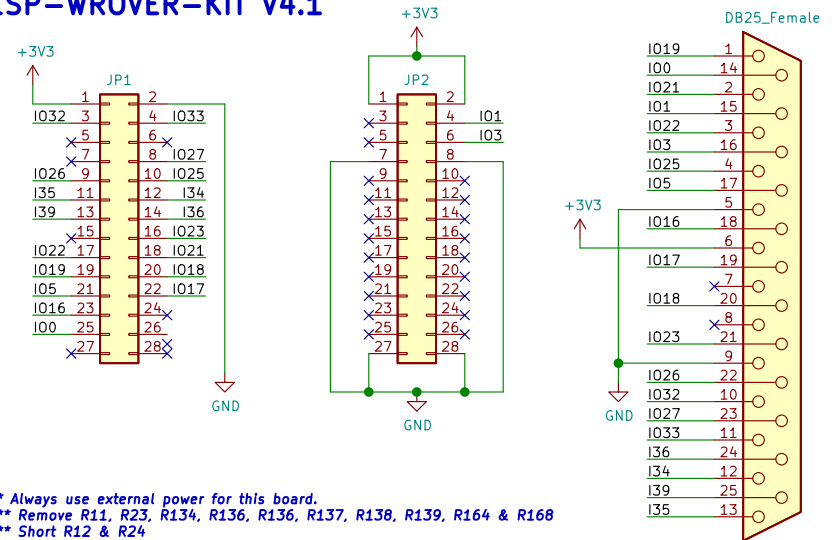 ESP-WROVER-KIT V4.1
+3V3
JP1
1 2
IO32 3 4 IO33
5 6
7 8 IO27
IO26 9 10 IO25
I35 11 12 I34
I39 13 14 I36
15 16 IO23
IO22 17 18 IO21
IO19 19 20 IO18
IO5 21 22 IO17
IO16 23 24
IO0 25 26
27 28
GND
+3V3
JP2
1 2
3 4 IO1
5 6 IO3
7 8
9 10
11 12
13 14
15 16
17 18
19 20
21 22
23 24
25 26
27 28
GND
DB25_Female
IO19 1
IO0 14
IO21 2
IO1 15
IO22 3
IO3 16
IO25 4
IO5 17
5
+3V3
IO16 18
6
IO17 19
7
IO18 20
8
IO23 21
9
IO26 22
GND
IO32 10
IO27 23
IO33 11
I36 24
I34 12
I39 25
I35 13
* Always use external power for this board.
** Remove R11, R23, R134, R136, R136, R137, R138, R139, R164 & R168
** Short R12 & R24